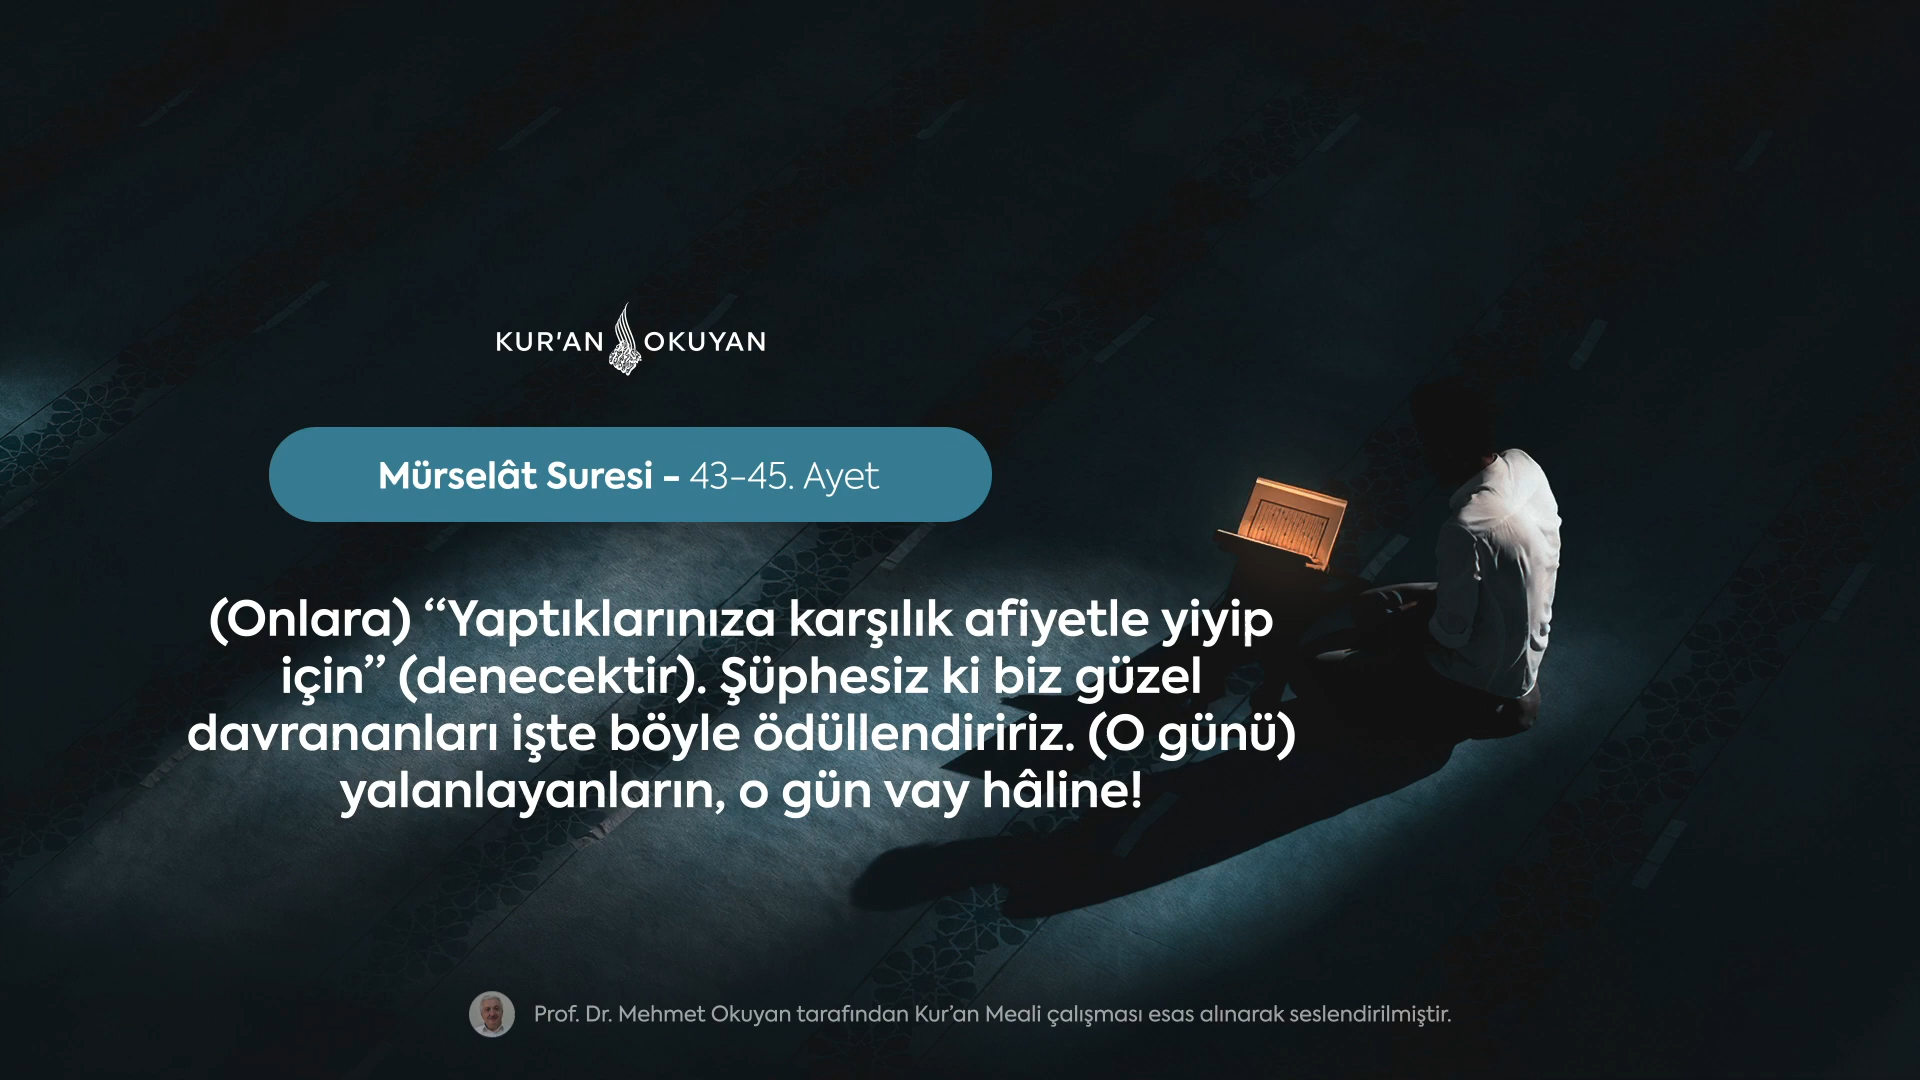 KUR'AN OKUYAN
Mürselât Suresi - 43-45. Ayet
(Onlara) “Yaptıklarınıza karşılık afiyetle yiyip
için” (denecektir). Şüphesiz ki biz güzel
davrananları işte böyle ödüllendiririz. (O günü)
yalanlayanların, o gün vay hâline!
Prof. Dr. Mehmet Okuyan tarafından Kur’an Meali çalışması esas alınarak seslendirilmiştir.